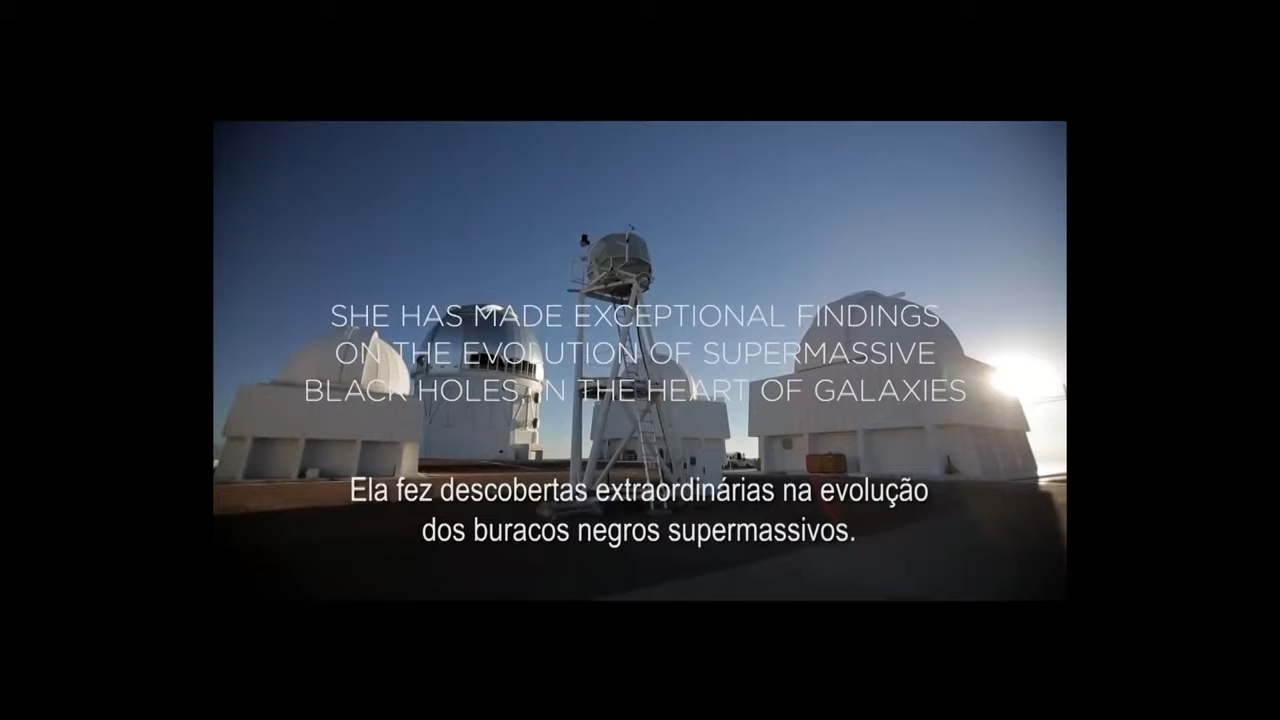 SHE HAS MADE EXCEPTIONAL FINDINGS
ON THE EVOLUTION OF SUPERMASSIVE
BLACK HOLES IN THE HEART OF GALAXIES
Ela fez descobertas extraordinárias na evolução
dos buracos negros supermassivos.